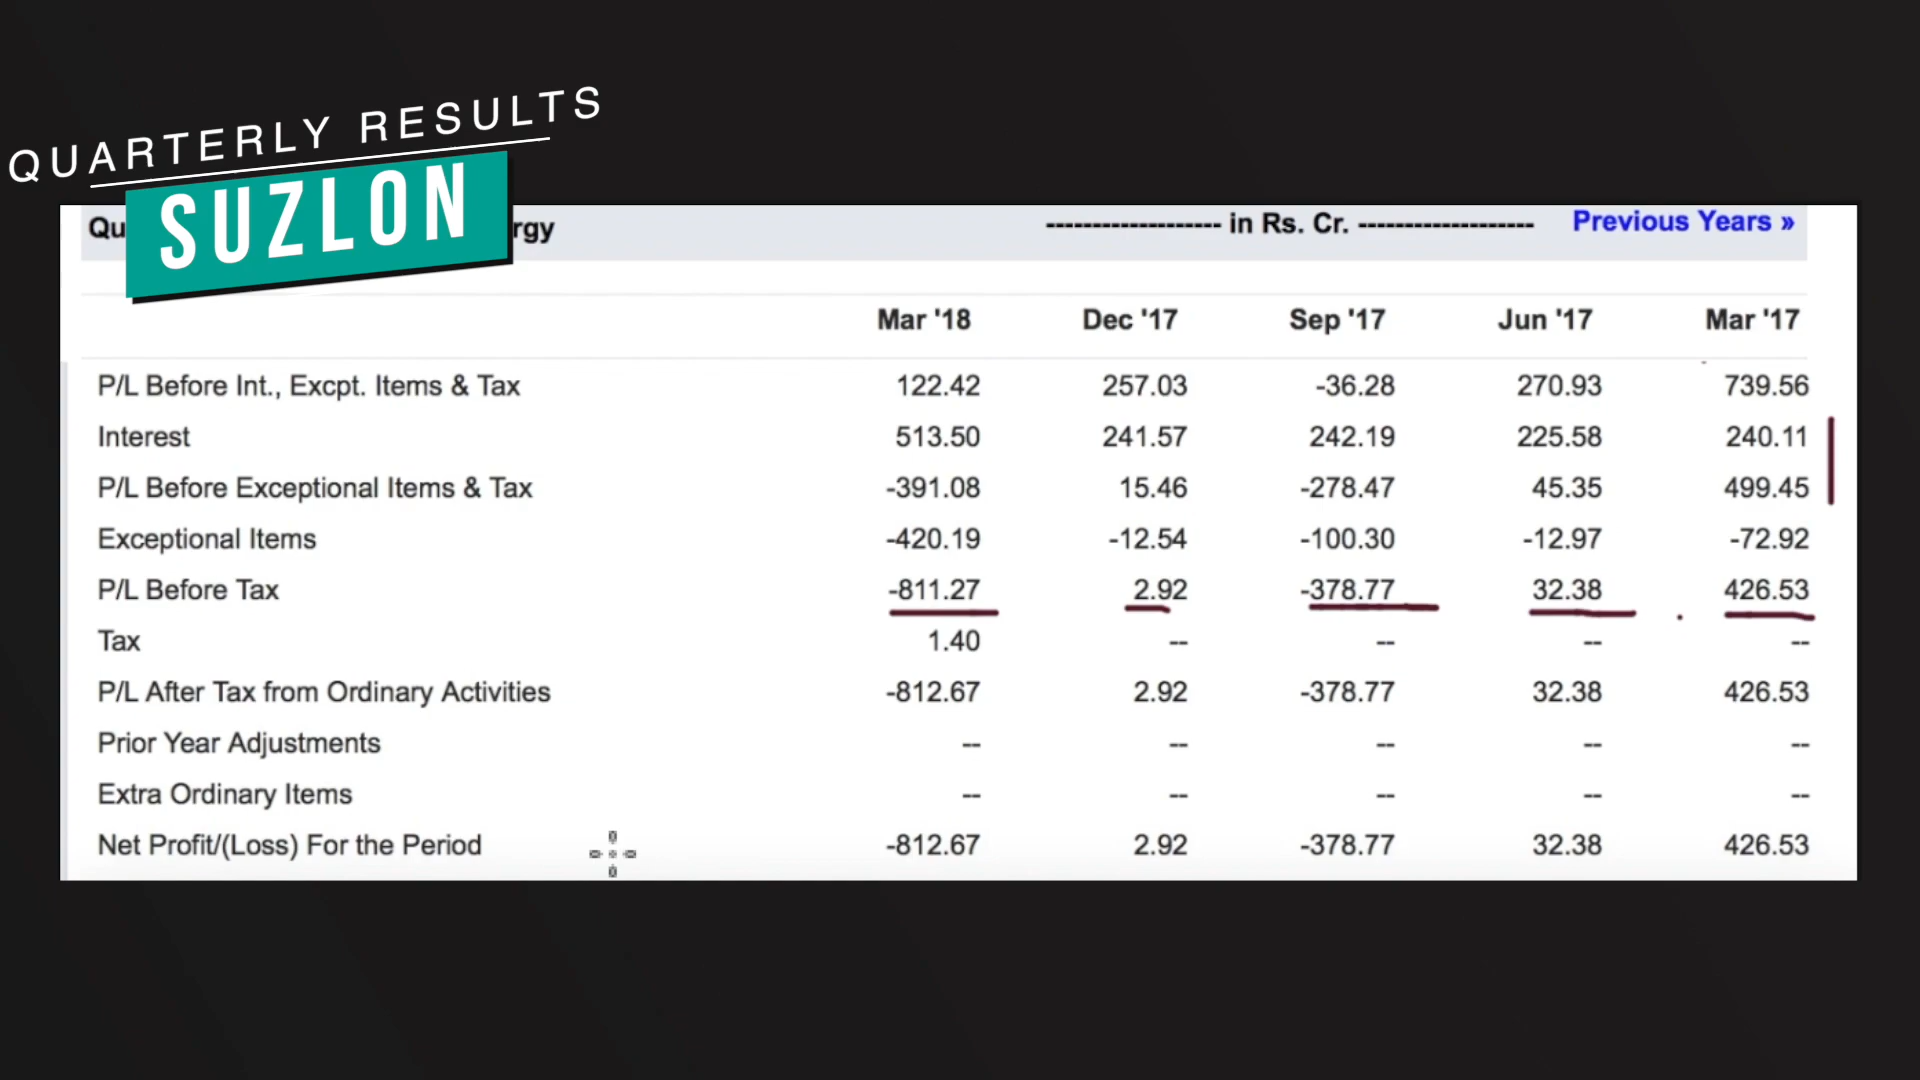 QUARTERLY RESULTS
SUZLON
Qu rgy ------------------- in Rs. Cr. ------------------- Previous Years »
Mar '18 Dec '17 Sep '17 Jun '17 Mar '17
P/L Before Int., Excpt. Items & Tax 122.42 257.03 -36.28 270.93 739.56
Interest 513.50 241.57 242.19 225.58 240.11
P/L Before Exceptional Items & Tax -391.08 15.46 -278.47 45.35 499.45
Exceptional Items -420.19 -12.54 -100.30 -12.97 -72.92
P/L Before Tax -811.27 2.92 -378.77 32.38 426.53
Tax 1.40 -- -- -- --
P/L After Tax from Ordinary Activities -812.67 2.92 -378.77 32.38 426.53
Prior Year Adjustments -- -- -- -- --
Extra Ordinary Items -- -- -- -- --
Net Profit/(Loss) For the Period -812.67 2.92 -378.77 32.38 426.53